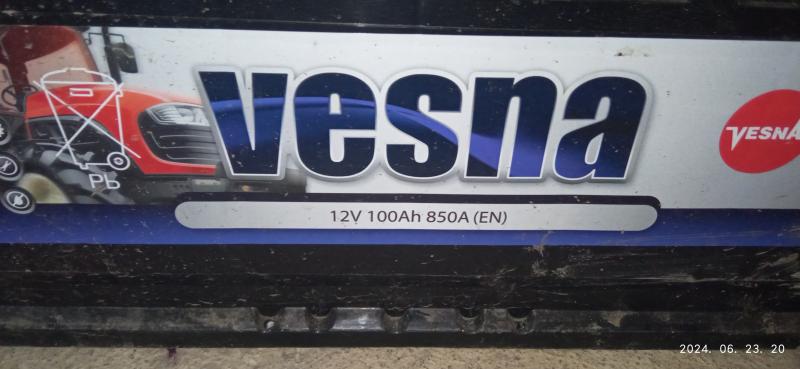 vesna
VESNA
Pb
12V 100Ah 850A (EN)
2024. 06. 23. 20